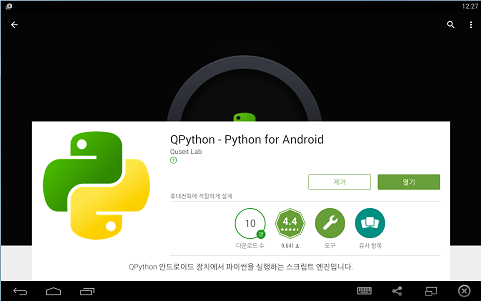 12:27
QPython - Python for Android
Quseit Lab
제거
열기
휴대전화에 적합하게 설계
10
만
4.4
다운로드 수
9,641
도구
유사 항목
QPython 안드로이드 장치에서 파이썬을 실행하는 스크립트 엔진입니다.